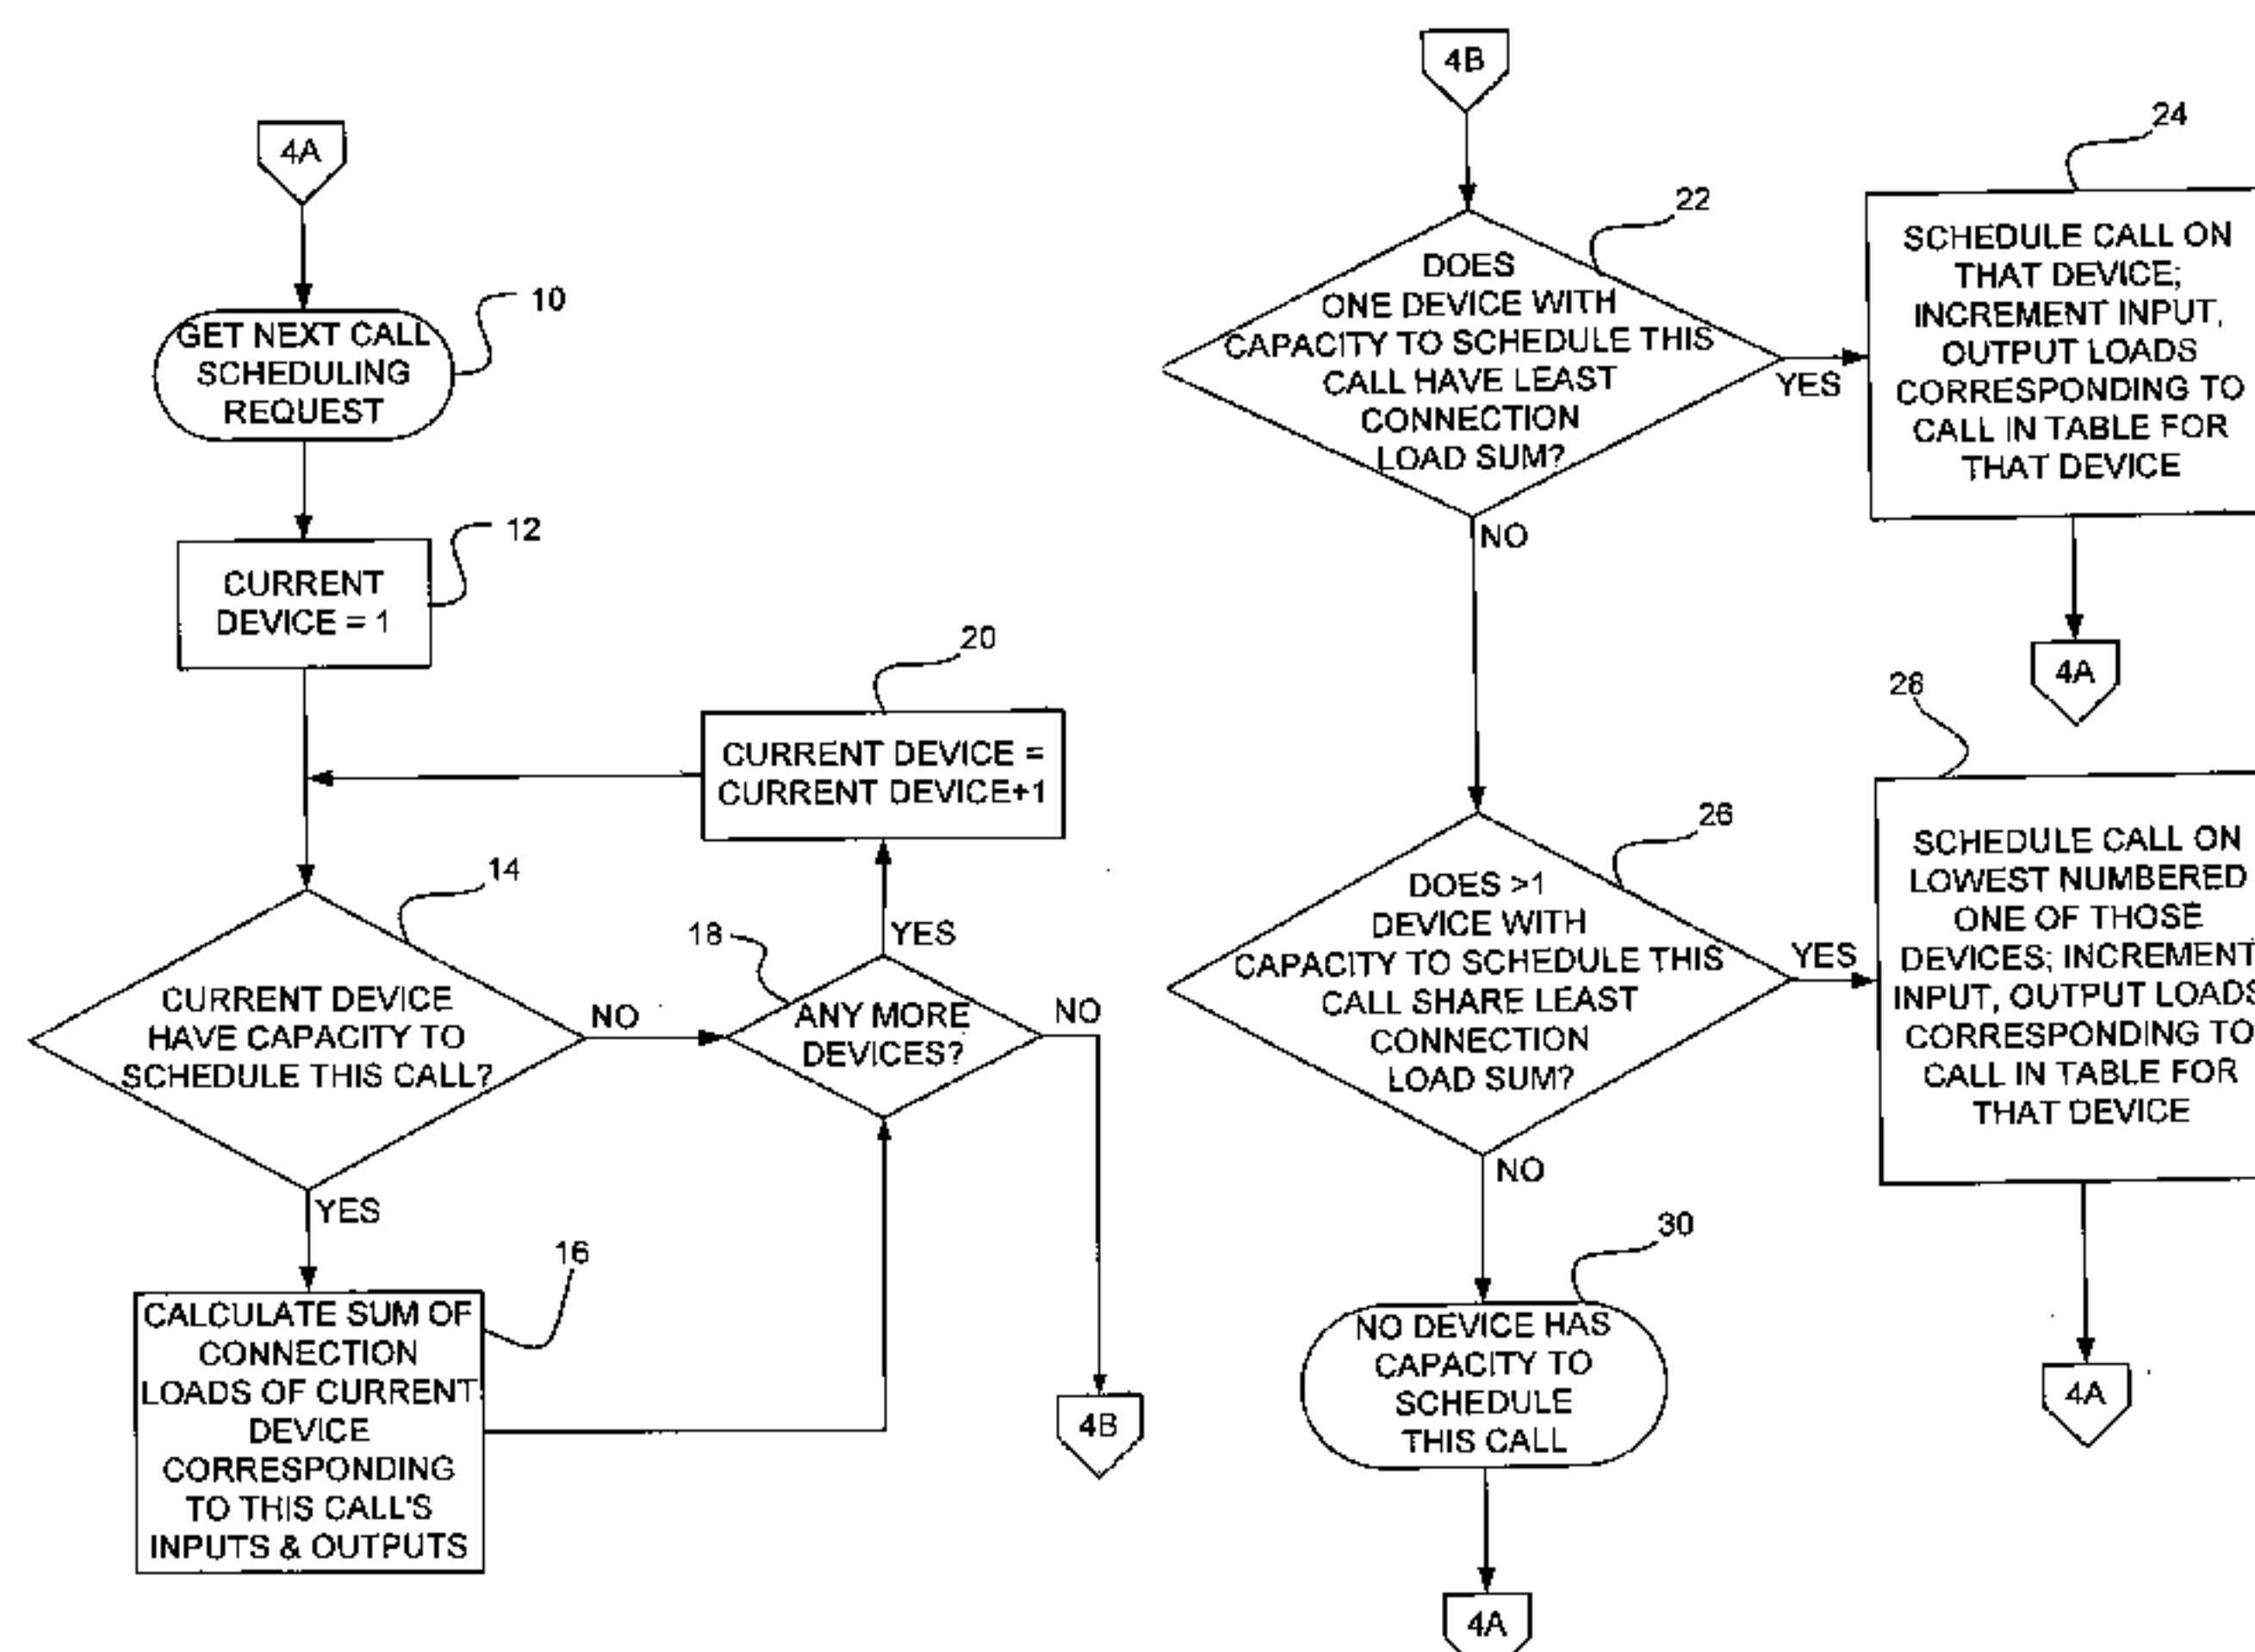 4A
10
GET NEXT CALL
SCHEDULING
REQUEST
12
CURRENT
DEVICE = 1
20
CURRENT DEVICE =
CURRENT DEVICE+1
14
CURRENT DEVICE
HAVE CAPACITY TO
SCHEDULE THIS CALL?
NO
YES
18
YES
ANY MORE
DEVICES?
NO
16
CALCULATE SUM OF
CONNECTION
LOADS OF CURRENT
DEVICE
CORRESPONDING
TO THIS CALL'S
INPUTS & OUTPUTS
4B
4B
22
DOES
ONE DEVICE WITH
CAPACITY TO SCHEDULE THIS
CALL HAVE LEAST
CONNECTION
LOAD SUM?
YES
NO
24
SCHEDULE CALL ON
THAT DEVICE;
INCREMENT INPUT,
OUTPUT LOADS
CORRESPONDING TO
CALL IN TABLE FOR
THAT DEVICE
4A
26
DOES >1
DEVICE WITH
CAPACITY TO SCHEDULE THIS
CALL SHARE LEAST
CONNECTION
LOAD SUM?
YES
NO
28
SCHEDULE CALL ON
LOWEST NUMBERED
ONE OF THOSE
DEVICES; INCREMENT
INPUT, OUTPUT LOADS
CORRESPONDING TO
CALL IN TABLE FOR
THAT DEVICE
4A
30
NO DEVICE HAS
CAPACITY TO
SCHEDULE
THIS CALL
4A